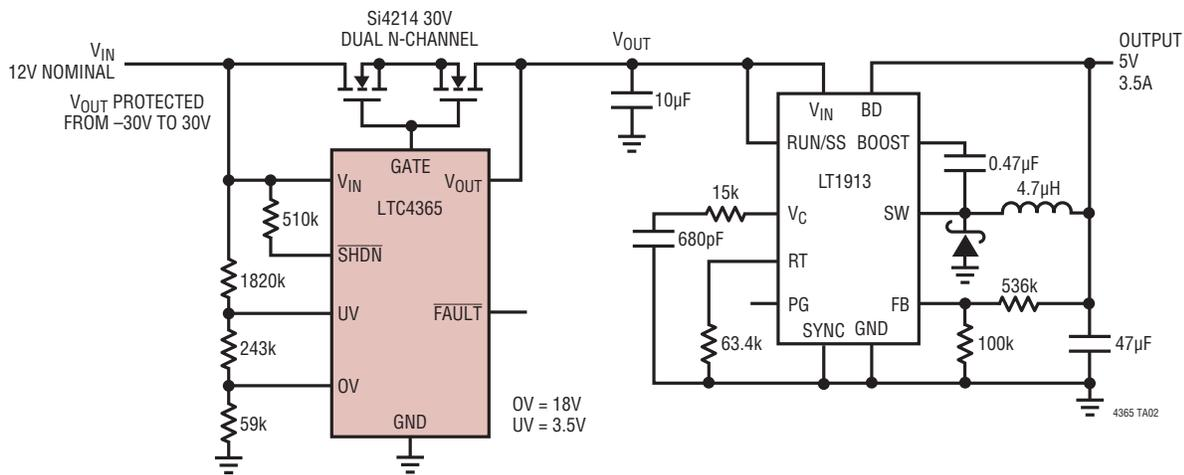 Si4214 30V
DUAL N-CHANNEL
VIN
12V NOMINAL
VOUT PROTECTED
FROM –30V TO 30V
VOUT
OUTPUT
5V
3.5A
10µF
GATE
VIN
VOUT
LTC4365
510k
SHDN
1820k
UV
FAULT
243k
OV
59k
GND
OV = 18V
UV = 3.5V
VIN
BD
RUN/SS
BOOST
LT1913
0.47µF
4.7µH
15k
VC
SW
680pF
RT
536k
PG
FB
63.4k
SYNC
GND
100k
47µF
4365 TA02